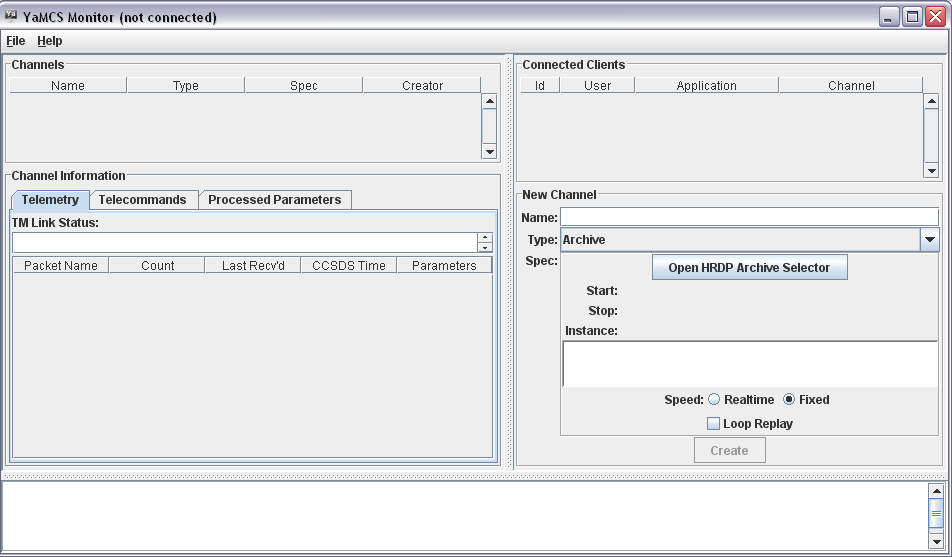 YaMCS Monitor (not connected)
File Help
Channels
Name Type Spec Creator
Channel Information
Telemetry Telecommands Processed Parameters
TM Link Status:
Packet Name Count Last Recv'd CCSDS Time Parameters
Connected Clients
Id User Application Channel
New Channel
Name:
Type: Archive
Spec: Open HRDP Archive Selector
Start:
Stop:
Instance:
Speed: Realtime Fixed
Loop Replay
Create